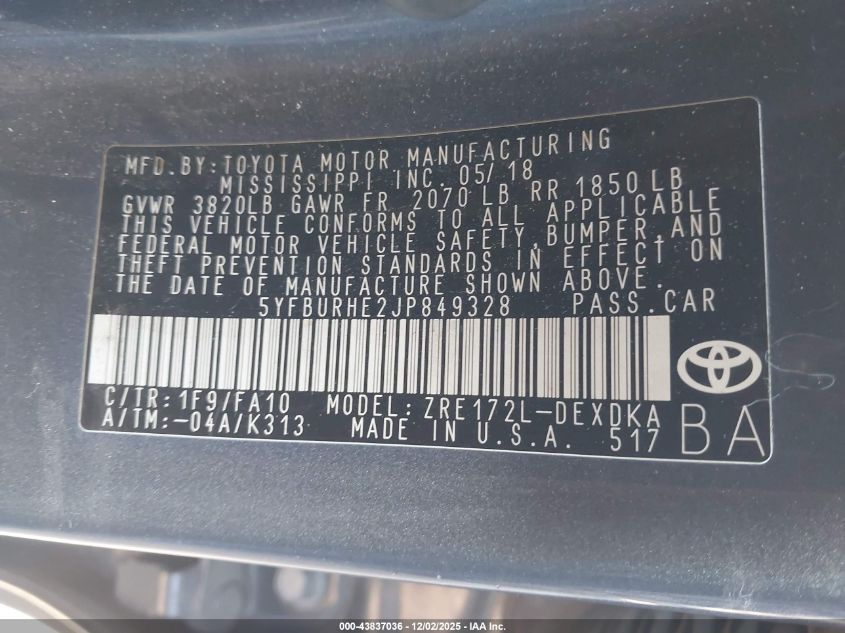 MFD.BY:TOYOTA MOTOR MANUFACTURING
MISSISSIPPI INC. 05/18
GVWR 3820LB GAWR FR 2070 LB RR 1850 LB
THIS VEHICLE CONFORMS TO ALL APPLICABLE
FEDERAL MOTOR VEHICLE SAFETY,BUMPER,AND
THEFT PREVENTION STANDARDS IN EFFECT ON
THE DATE OF MANUFACTURE SHOWN ABOVE.
5YFBURHE2JP849328 PASS.CAR
C/TR:1F9/FA10 MODEL:ZRE172L-DEXDKA
A/TM:-04A/K313 MADE IN U.S.A. 517
BA
000-43837036 - 12/02/2025 - IAA Inc.